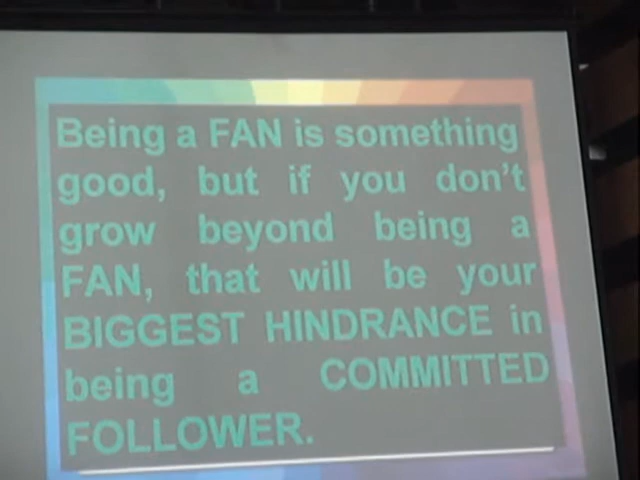 Being a FAN is something
good, but if you don't
grow beyond being a
FAN, that will be your
BIGGEST HINDRANCE in
being a COMMITTED
FOLLOWER.